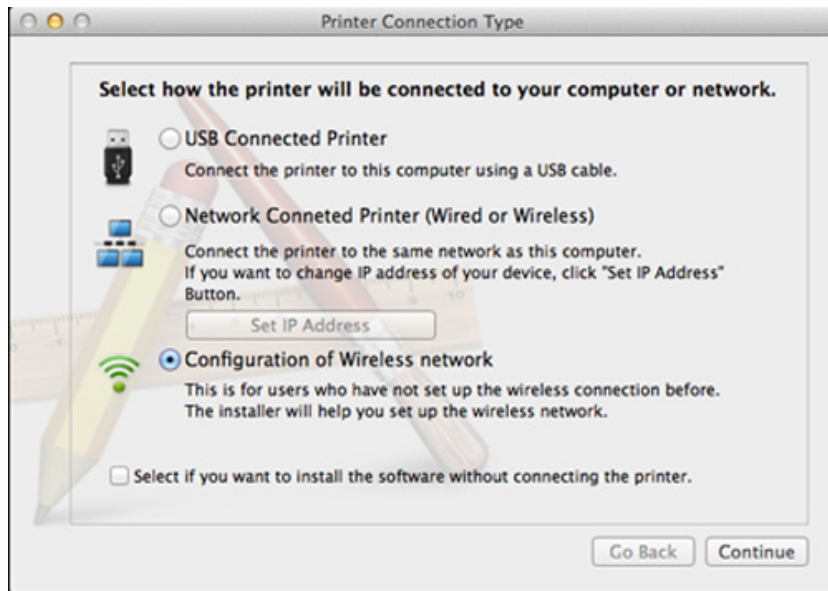 Printer Connection Type
Select how the printer will be connected to your computer or network.
USB Connected Printer
Connect the printer to this computer using a USB cable.
Network Conneted Printer (Wired or Wireless)
Connect the printer to the same network as this computer.
If you want to change IP address of your device, click "Set IP Address"
Button.
Set IP Address
Configuration of Wireless network
This is for users who have not set up the wireless connection before.
The installer will help you set up the wireless network.
Select if you want to install the software without connecting the printer.
Go Back Continue